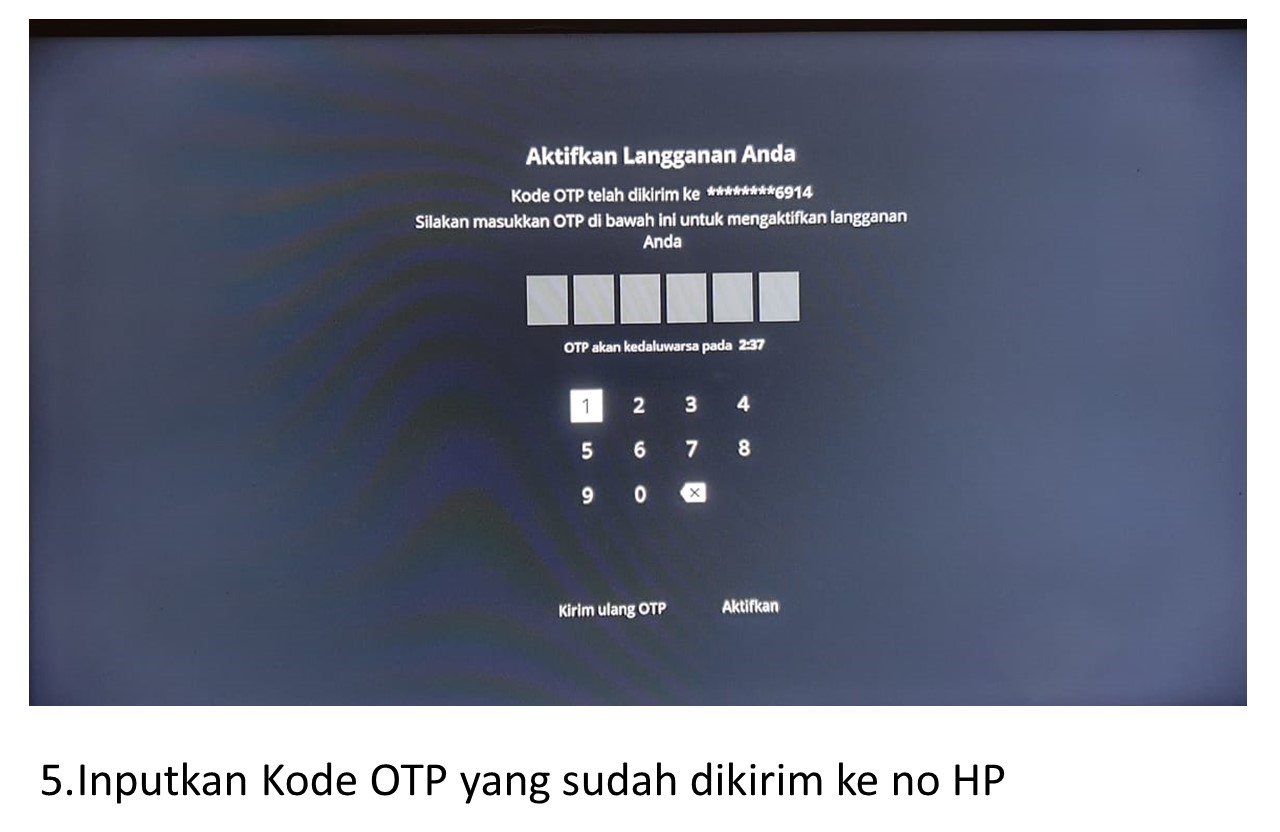 Aktifkan Langganan Anda
Kode OTP telah dikirim ke ********6914
Silakan masukkan OTP di bawah ini untuk mengaktifkan langganan
Anda
OTP akan kedaluwarsa pada 2:37
1 2 3 4
5 6 7 8
9 0
Kirim ulang OTP Aktifkan
5.Inputkan Kode OTP yang sudah dikirim ke no HP